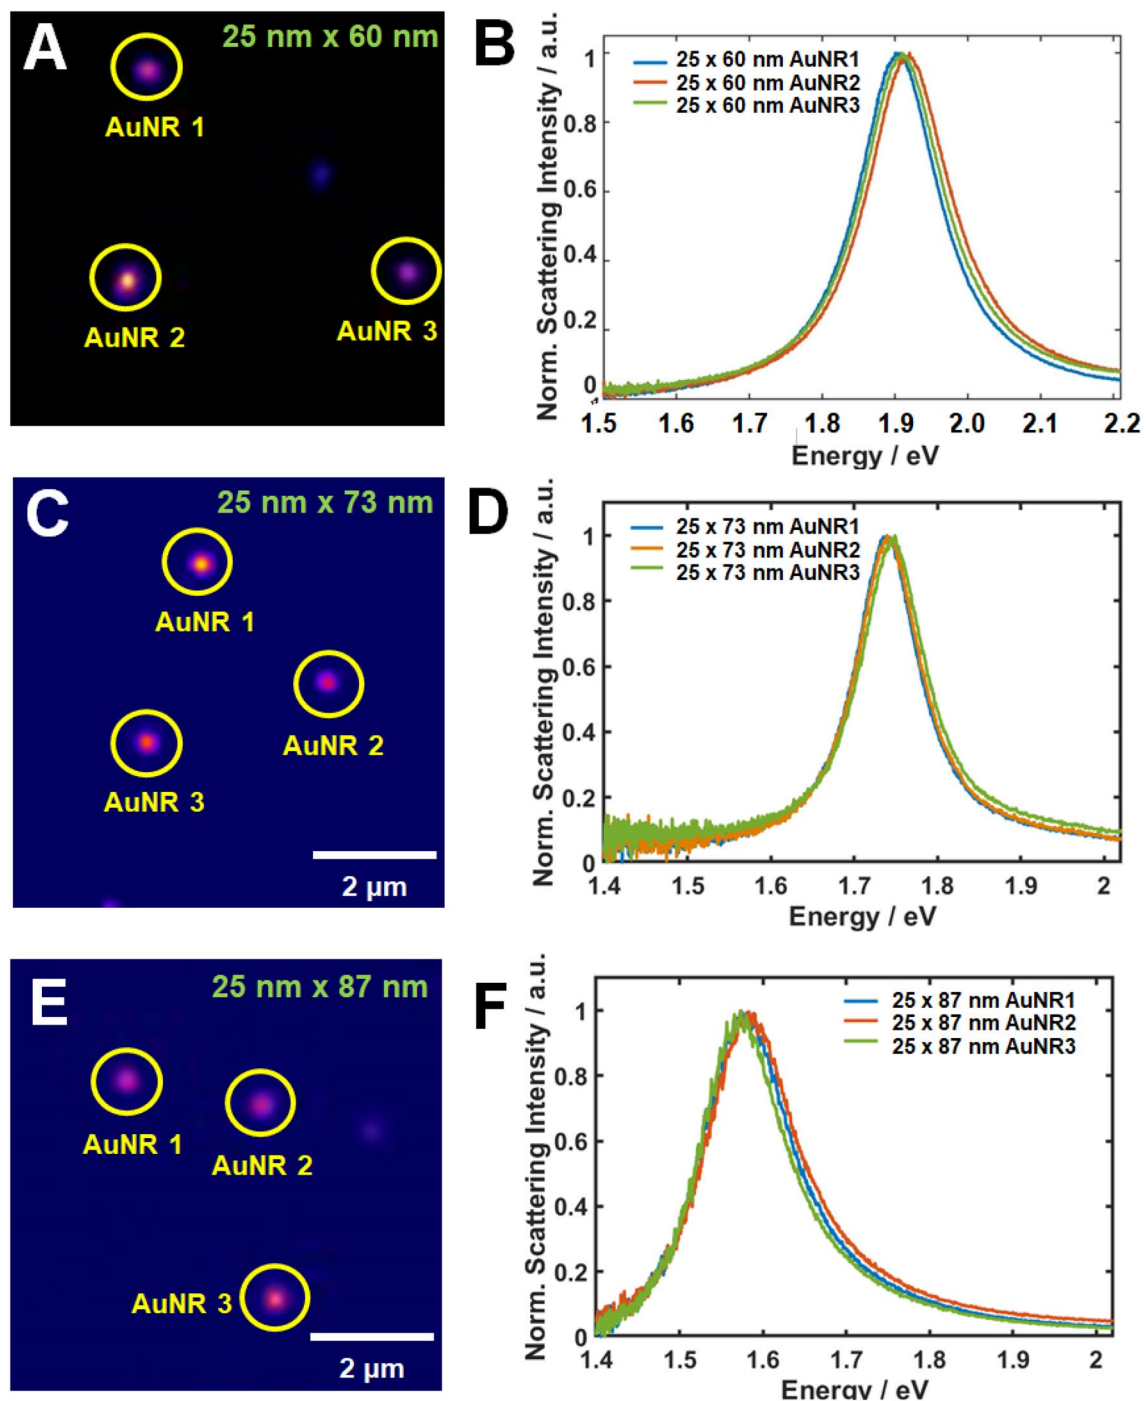 A
25 nm x 60 nm
AuNR 1
AuNR 2
AuNR 3
B
Norm. Scattering Intensity / a.u.
25 x 60 nm AuNR1
25 x 60 nm AuNR2
25 x 60 nm AuNR3
1
0.8
0.6
0.4
0.2
0
1.5 1.6 1.7 1.8 1.9 2.0 2.1 2.2
Energy / eV
C
25 nm x 73 nm
AuNR 1
AuNR 2
AuNR 3
2 µm
D
Norm. Scattering Intensity / a.u.
25 x 73 nm AuNR1
25 x 73 nm AuNR2
25 x 73 nm AuNR3
1
0.8
0.6
0.4
0.2
0
1.4 1.5 1.6 1.7 1.8 1.9 2
Energy / eV
E
25 nm x 87 nm
AuNR 1
AuNR 2
AuNR 3
2 µm
F
Norm. Scattering Intensity / a.u.
25 x 87 nm AuNR1
25 x 87 nm AuNR2
25 x 87 nm AuNR3
1
0.8
0.6
0.4
0.2
0
1.4 1.5 1.6 1.7 1.8 1.9 2
Energy / eV